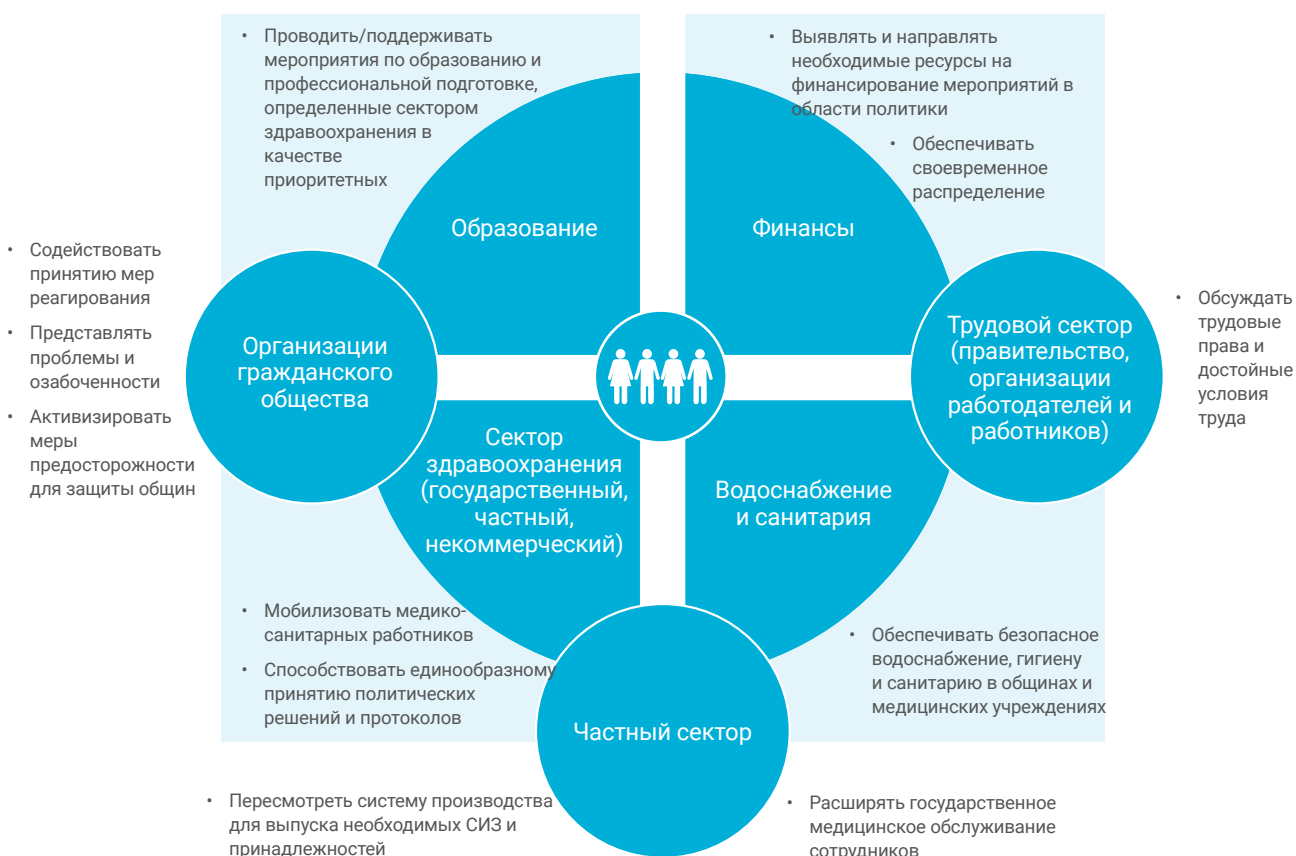 • Проводить/поддерживать
мероприятия по образованию и
профессиональной подготовке,
определенные сектором
здравоохранения в
качестве
приоритетных
• Выявлять и направлять
необходимые ресурсы на
финансирование мероприятий в
области политики
• Обеспечивать
своевременное
распределение
Образование
Финансы
• Содействовать
принятию мер
реагирования
• Представлять
проблемы и
озабоченности
• Активизировать
меры
предосторожности
для защиты общин
Организации
гражданского
общества
Трудовой сектор
(правительство,
организации
работодателей и
работников)
• Обсуждать
трудовые
права и
достойные
условия
труда
Сектор
здравоохранения
(государственный,
частный,
некоммерческий)
Водоснабжение
и санитария
• Мобилизовать медико-
санитарных работников
• Способствовать единообразному
принятию политических
решений и протоколов
• Обеспечивать безопасное
водоснабжение, гигиену
и санитарию в общинах и
медицинских учреждениях
Частный сектор
• Пересмотреть систему производства
для выпуска необходимых СИЗ и
принадлежностей
• Расширять государственное
медицинское обслуживание
сотрудников